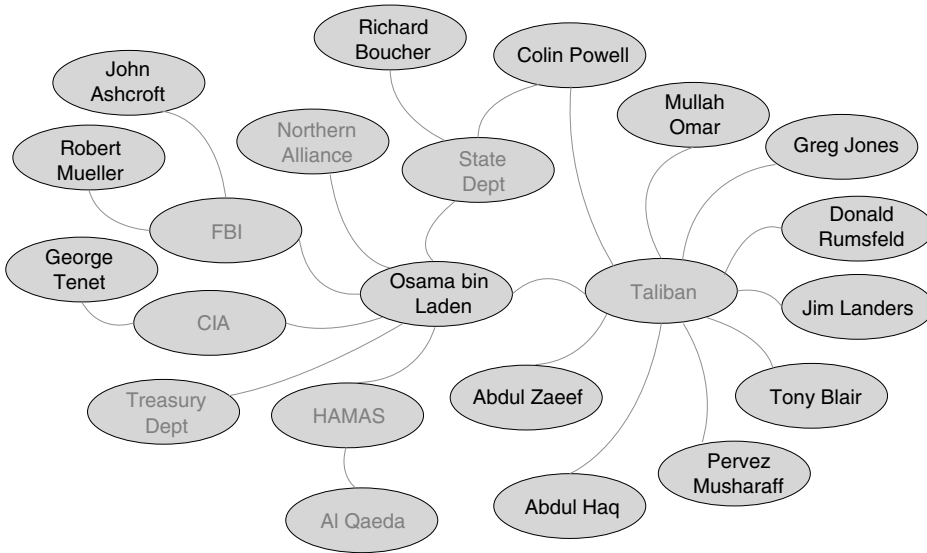 Richard
Boucher
Colin Powell
John
Ashcroft
Mullah
Omar
Northern
Alliance
Greg Jones
Robert
Mueller
State
Dept
FBI
Donald
Rumsfeld
George
Tenet
Osama bin
Laden
Taliban
Jim Landers
CIA
Treasury
Dept
HAMAS
Abdul Zaeef
Tony Blair
Pervez
Musharaff
Abdul Haq
Al Qaeda